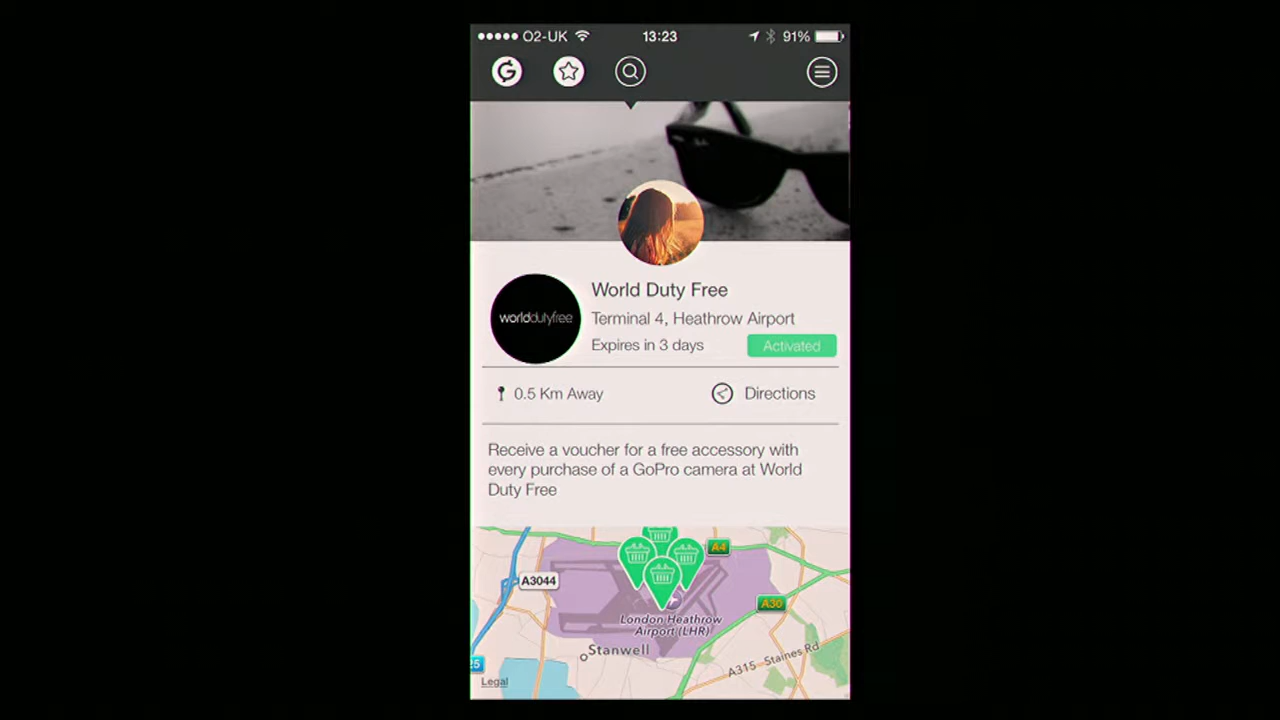 O2-UK 13:23 91%
World Duty Free
worlddutyfree
Terminal 4, Heathrow Airport
Expires in 3 days
Activated
0.5 Km Away
Directions
Receive a voucher for a free accessory with
every purchase of a GoPro camera at World
Duty Free
A4
A3044
A30
London Heathrow
Airport (LHR)
Stanwell
A315
Staines Rd
25
Legal